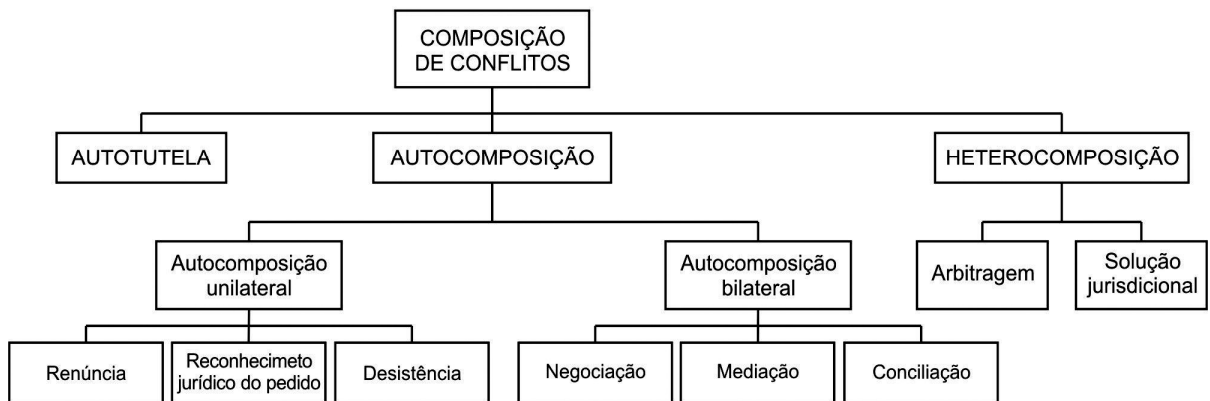 COMPOSIÇÃO
DE CONFLITOS
AUTOTUTELA
AUTOCOMPOSIÇÃO
HETEROCOMPOSIÇÃO
Autocomposição
unilateral
Autocomposição
bilateral
Arbitragem
Solução
jurisdicional
Renúncia
Reconhecimeto
jurídico do pedido
Desistência
Negociação
Mediação
Conciliação